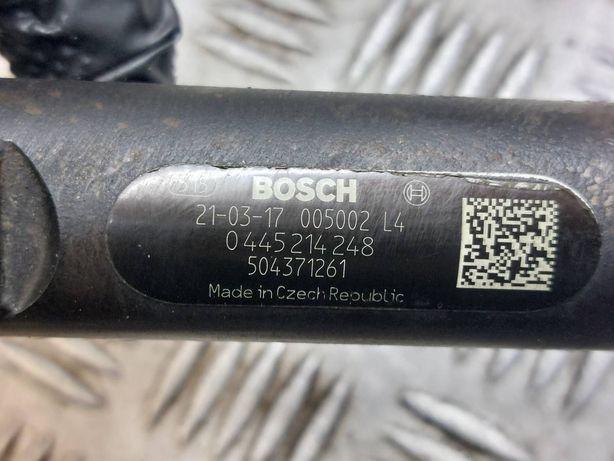 BOSCH
21-03-17 005002 L4
0 445 214 248
504371261
Made in Czech Republic